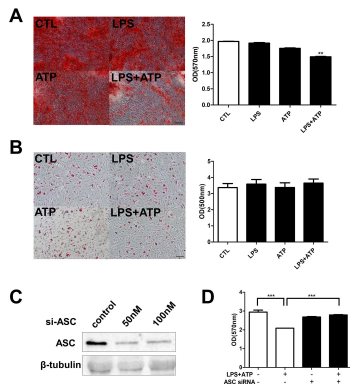 A
CTL
LPS
ATP
LPS+ATP
OD(570nm)
2.5
2.0
1.5
1.0
0.5
0.0
**
CTL
LPS
ATP
LPS+ATP
B
CTL
LPS
ATP
LPS+ATP
OD(500nm)
5
4
3
2
1
0
CTL
LPS
ATP
LPS+ATP
C
si-ASC
control
50nM
100nM
ASC
β-tubulin
D
OD(570nm)
4
3
2
1
0
***
***
LPS+ATP - + - +
ASC siRNA - - + +